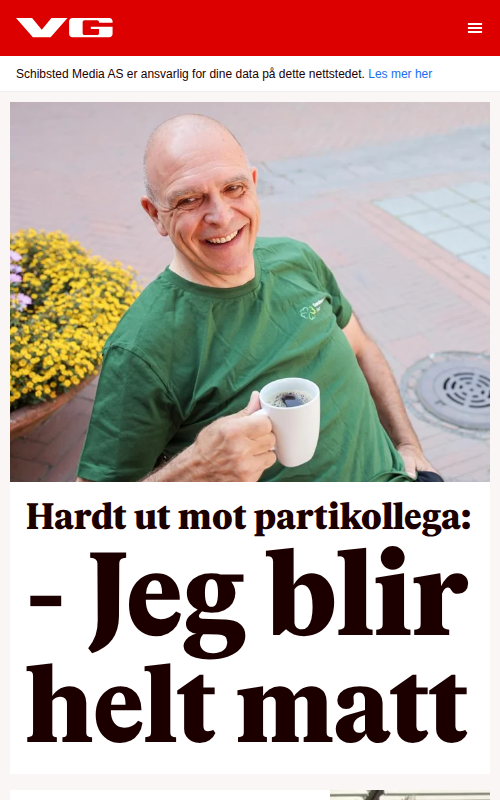 VG
Schibsted Media AS er ansvarlig for dine data på dette nettstedet. Les mer her
Hardt ut mot partikollega:
- Jeg blir
helt matt